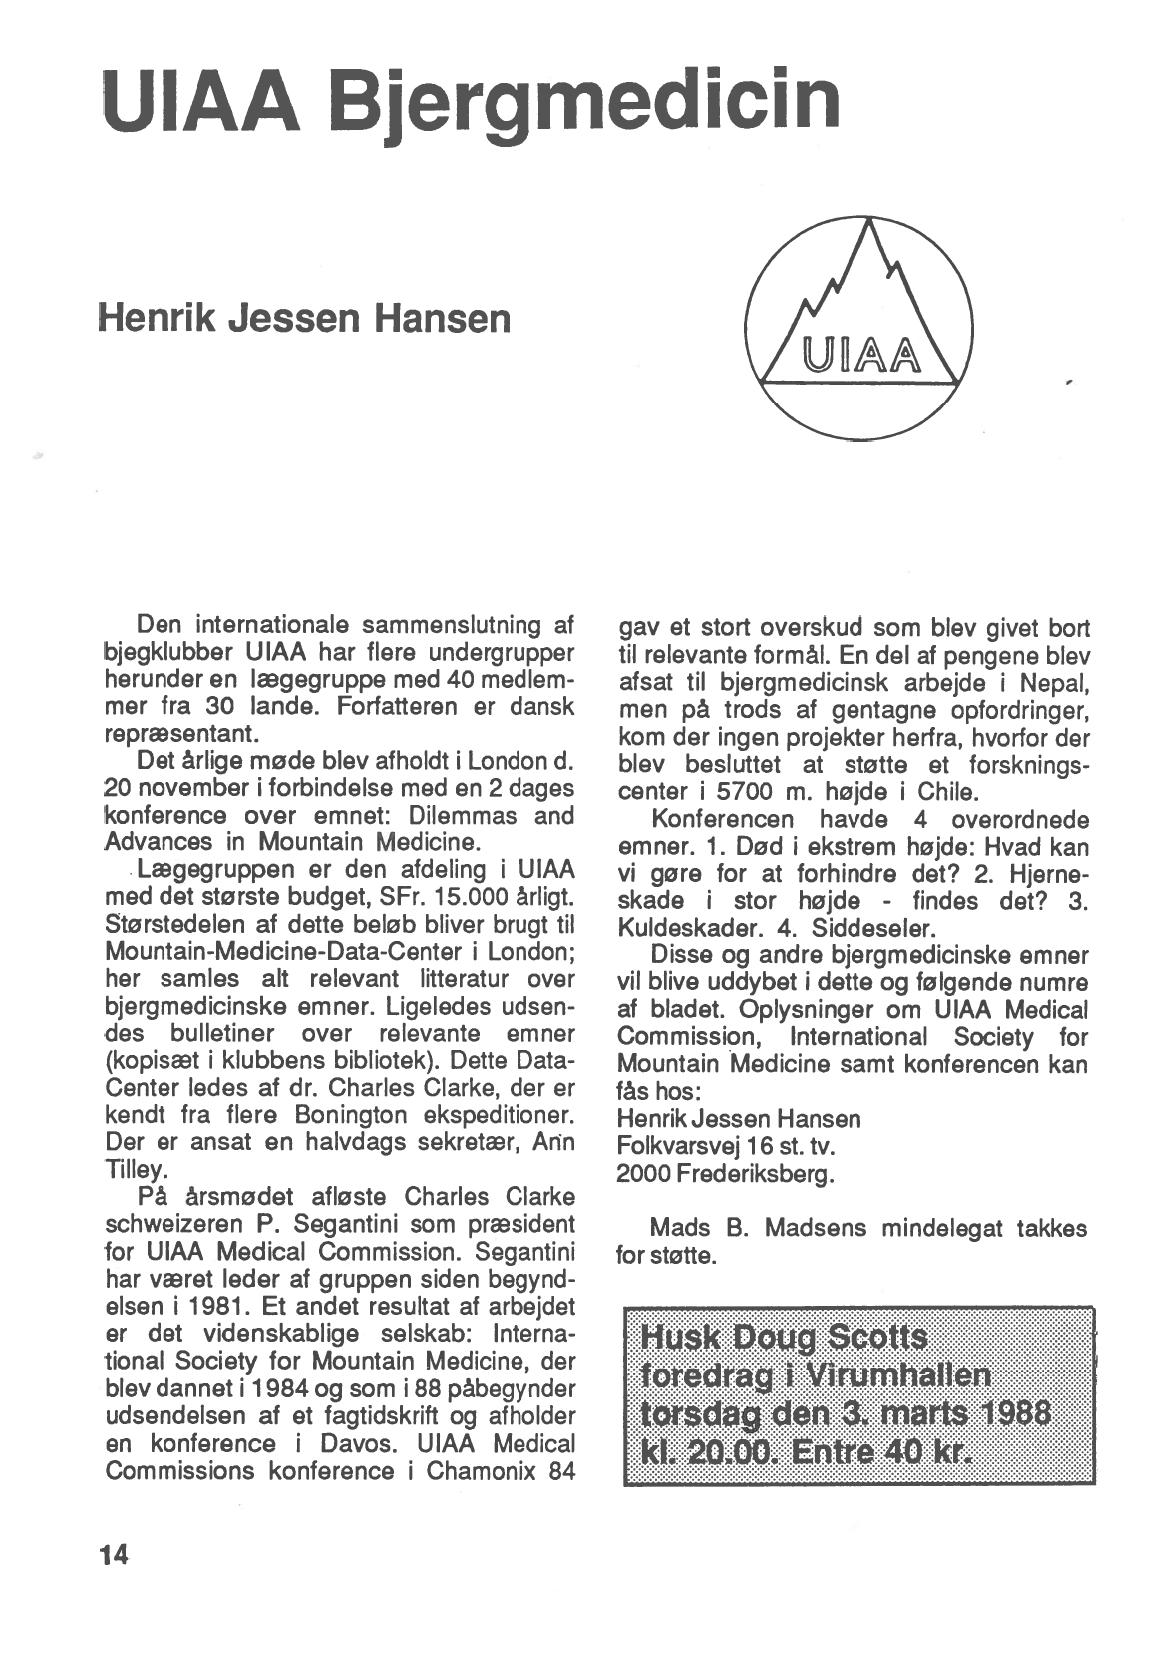 UIAA Bjergmedicin
Henrik Jessen Hansen
UIAA
Den internationale sammenslutning af
bjegklubber UIAA har flere undergrupper
herunder en lægegruppe med 40 medlem-
mer fra 30 lande. Forfatteren er dansk
repræsentant.
Det årlige møde blev afholdt i London d.
20 november i forbindelse med en 2 dages
konference over emnet: Dilemmas and
Advances in Mountain Medicine.
Lægegruppen er den afdeling i UIAA
med det største budget, SFr. 15.000 årligt.
Størstedelen af dette beløb bliver brugt til
Mountain-Medicine-Data-Center i London;
her samles alt relevant litteratur over
bjergmedicinske emner. Ligeledes udsen-
des bulletiner over relevante emner
(kopisæt i klubbens bibliotek). Dette Data-
Center ledes af dr. Charles Clarke, der er
kendt fra flere Bonington ekspeditioner.
Der er ansat en halvdags sekretær, Ann
Tilley.
På årsmødet afløste Charles Clarke
schweizeren P. Segantini som præsident
for UIAA Medical Commission. Segantini
har været leder af gruppen siden begynd-
elsen i 1981. Et andet resultat af arbejdet
er det videnskablige selskab: Interna-
tional Society for Mountain Medicine, der
blev dannet i 1984 og som i 88 påbegynder
udsendelsen af et fagtidskrift og afholder
en konference i Davos. UIAA Medical
Commissions konference i Chamonix 84
gav et stort overskud som blev givet bort
til relevante formål. En del af pengene blev
afsat til bjergmedicinsk arbejde i Nepal,
men på trods af gentagne opfordringer,
kom der ingen projekter herfra, hvorfor der
blev besluttet at støtte et forsknings-
center i 5700 m. højde i Chile.
Konferencen havde 4 overordnede
emner. 1. Død i ekstrem højde: Hvad kan
vi gøre for at forhindre det? 2. Hjerne-
skade i stor højde - findes det? 3.
Kuldeskader. 4. Siddeseler.
Disse og andre bjergmedicinske emner
vil blive uddybet i dette og følgende numre
af bladet. Oplysninger om UIAA Medical
Commission, International Society for
Mountain Medicine samt konferencen kan
fås hos:
Henrik Jessen Hansen
Folkvarsvej 16 st. tv.
2000 Frederiksberg.
Mads B. Madsens mindelegat takkes
for støtte.
Husk Doug Scotts
foredrag i Virumhallen
torsdag den 3. marts 1988
kl. 20.00. Entre 40 kr.
14